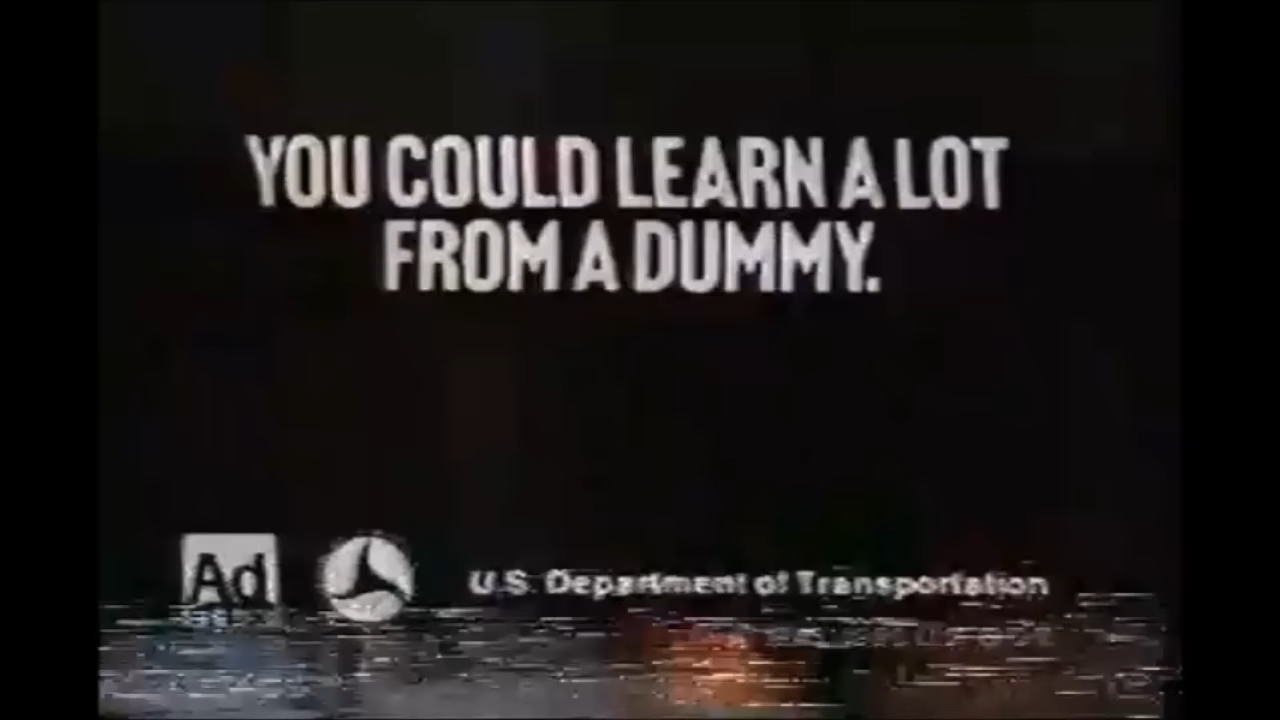 YOU COULD LEARN A LOT
FROM A DUMMY.
Ad
U.S. Department of Transportation